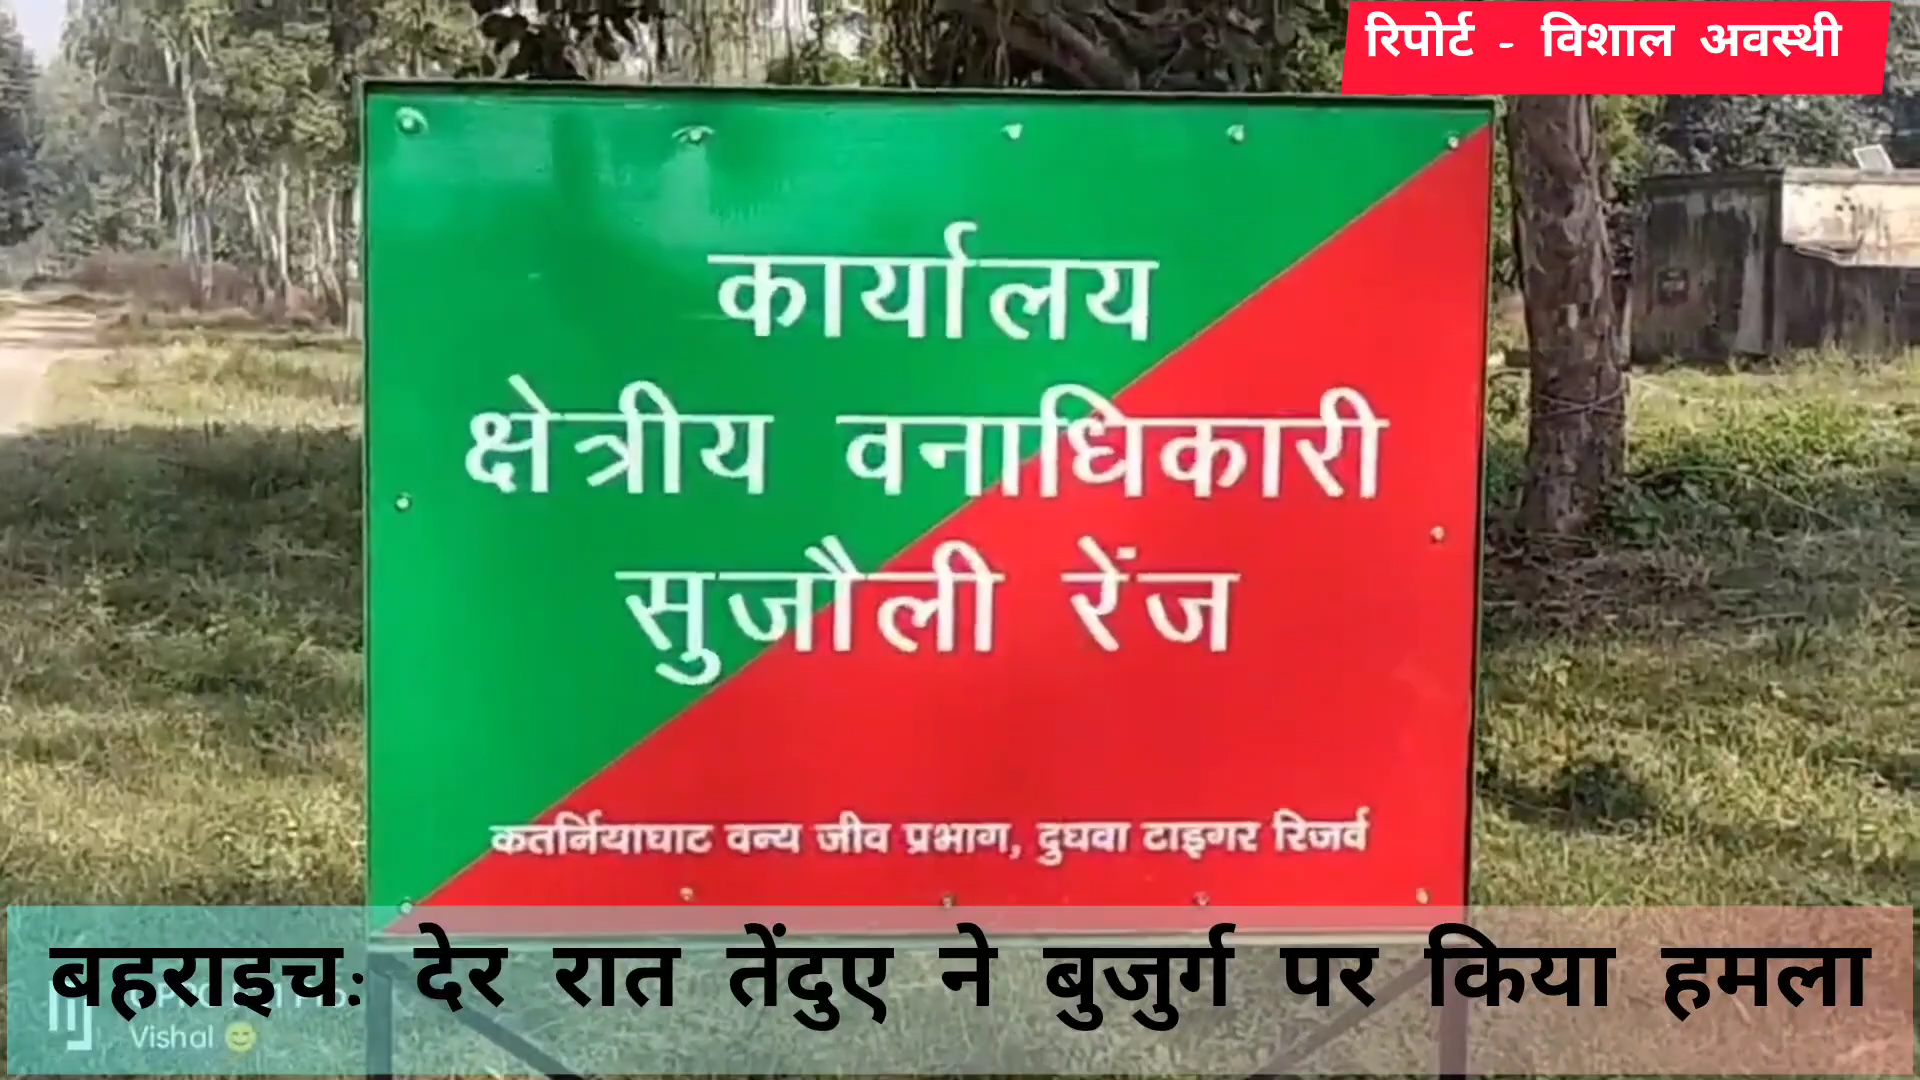 रिपोर्ट - विशाल अवस्थी
कार्यालय
क्षेत्रीय वनाधिकारी
सुजौली रेंज
कतर्नियाघाट वन्य जीव प्रभाग, दुधवा टाइगर रिजर्व
बहराइच: देर रात तेंदुए ने बुजुर्ग पर किया हमला
Vishal 😊